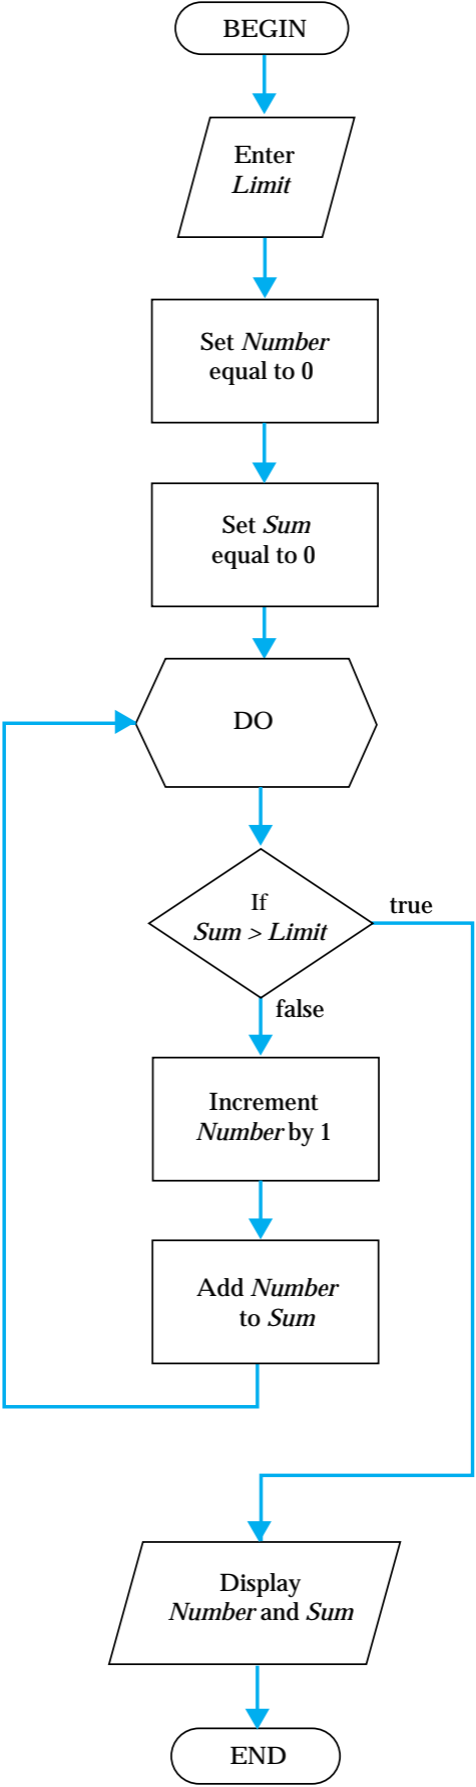 BEGIN
Enter
Limit
Set Number
equal to 0
Set Sum
equal to 0
DO
If
Sum > Limit
true
false
Increment
Number by 1
Add Number
to Sum
Display
Number and Sum
END